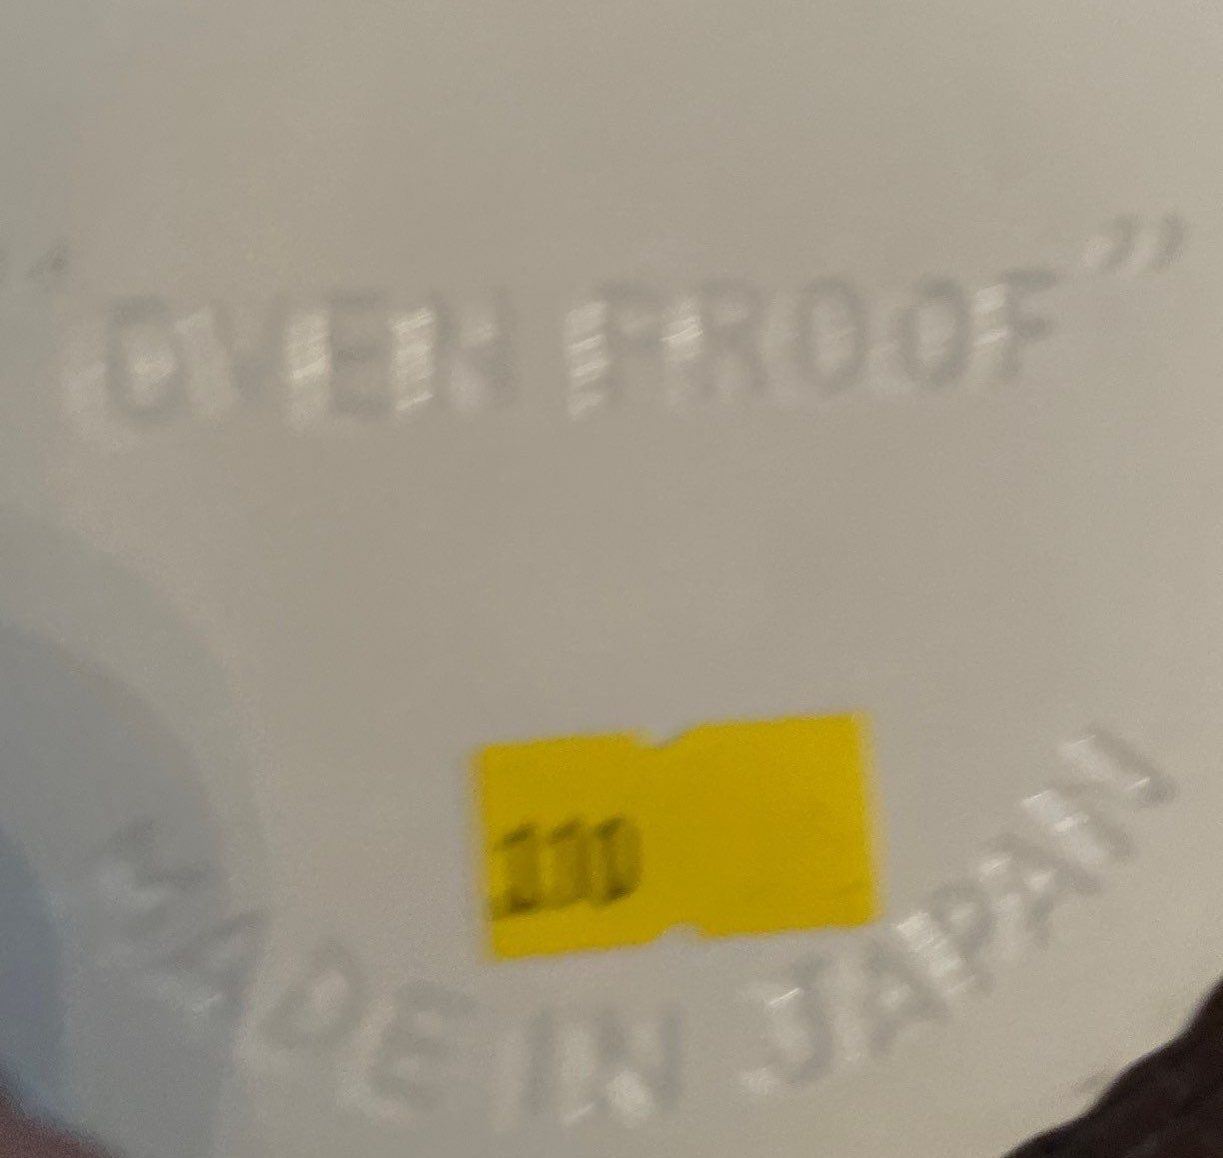 "OVEN PROOF"
110
MADE IN JAPAN